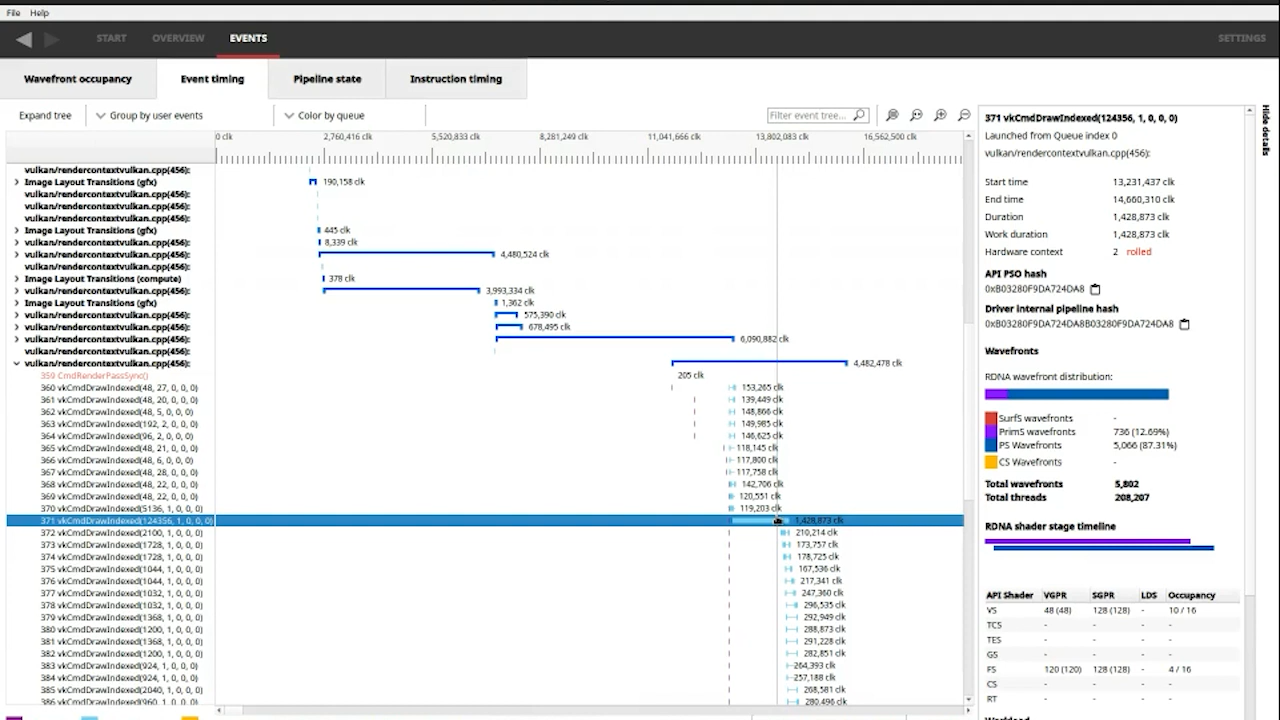 File Help
START OVERVIEW EVENTS SETTINGS
Wavefront occupancy Event timing Pipeline state Instruction timing
Expand tree Group by user events Color by queue Filter event tree... Hide details
0 clk 2,760,416 clk 5,520,833 clk 8,281,249 clk 11,041,666 clk 13,802,083 clk 16,562,500 clk
vulkan/rendercontextvulkan.cpp(456):
Image Layout Transitions (gfx) 190,158 clk
vulkan/rendercontextvulkan.cpp(456):
vulkan/rendercontextvulkan.cpp(456):
vulkan/rendercontextvulkan.cpp(456):
Image Layout Transitions (gfx) 445 clk
vulkan/rendercontextvulkan.cpp(456): 8,339 clk
vulkan/rendercontextvulkan.cpp(456): 4,480,524 clk
vulkan/rendercontextvulkan.cpp(456):
Image Layout Transitions (compute) 378 clk
vulkan/rendercontextvulkan.cpp(456): 3,993,334 clk
Image Layout Transitions (gfx) 1,362 clk
vulkan/rendercontextvulkan.cpp(456): 575,390 clk
vulkan/rendercontextvulkan.cpp(456): 678,495 clk
vulkan/rendercontextvulkan.cpp(456): 6,090,882 clk
vulkan/rendercontextvulkan.cpp(456):
vulkan/rendercontextvulkan.cpp(456): 4,482,478 clk
359 CmdRenderPassSync() 205 clk
360 vkCmdDrawIndexed(48, 27, 0, 0, 0) 153,265 clk
361 vkCmdDrawIndexed(48, 20, 0, 0, 0) 139,449 clk
362 vkCmdDrawIndexed(48, 5, 0, 0, 0) 148,866 clk
363 vkCmdDrawIndexed(192, 2, 0, 0, 0) 149,985 clk
364 vkCmdDrawIndexed(96, 2, 0, 0, 0) 146,625 clk
365 vkCmdDrawIndexed(48, 21, 0, 0, 0) 118,145 clk
366 vkCmdDrawIndexed(48, 6, 0, 0, 0) 117,800 clk
367 vkCmdDrawIndexed(48, 28, 0, 0, 0) 117,758 clk
368 vkCmdDrawIndexed(48, 22, 0, 0, 0) 142,706 clk
369 vkCmdDrawIndexed(48, 22, 0, 0, 0) 120,551 clk
370 vkCmdDrawIndexed(5136, 1, 0, 0, 0) 119,203 clk
371 vkCmdDrawIndexed(124356, 1, 0, 0, 0) 1,428,873 clk
372 vkCmdDrawIndexed(2100, 1, 0, 0, 0) 210,214 clk
373 vkCmdDrawIndexed(1728, 1, 0, 0, 0) 173,757 clk
374 vkCmdDrawIndexed(1728, 1, 0, 0, 0) 178,725 clk
375 vkCmdDrawIndexed(1044, 1, 0, 0, 0) 167,536 clk
376 vkCmdDrawIndexed(1044, 1, 0, 0, 0) 217,341 clk
377 vkCmdDrawIndexed(1032, 1, 0, 0, 0) 247,360 clk
378 vkCmdDrawIndexed(1032, 1, 0, 0, 0) 296,535 clk
379 vkCmdDrawIndexed(1368, 1, 0, 0, 0) 292,949 clk
380 vkCmdDrawIndexed(1200, 1, 0, 0, 0) 288,873 clk
381 vkCmdDrawIndexed(1368, 1, 0, 0, 0) 291,228 clk
382 vkCmdDrawIndexed(1200, 1, 0, 0, 0) 282,851 clk
383 vkCmdDrawIndexed(924, 1, 0, 0, 0) 264,393 clk
384 vkCmdDrawIndexed(924, 1, 0, 0, 0) 257,188 clk
385 vkCmdDrawIndexed(2040, 1, 0, 0, 0) 268,581 clk
386 vkCmdDrawIndexed(960, 1, 0, 0, 0) 280,496 clk
371 vkCmdDrawIndexed(124356, 1, 0, 0, 0)
Launched from Queue index 0
vulkan/rendercontextvulkan.cpp(456):
Start time 13,231,437 clk
End time 14,660,310 clk
Duration 1,428,873 clk
Work duration 1,428,873 clk
Hardware context 2 rolled
API PSO hash
0xB03280F9DA724DA8
Driver internal pipeline hash
0xB03280F9DA724DA8B03280F9DA724DA8
Wavefronts
RDNA wavefront distribution:
SurfS wavefronts -
PrimS wavefronts 736 (12.69%)
PS Wavefronts 5,066 (87.31%)
CS Wavefronts -
Total wavefronts 5,802
Total threads 208,207
RDNA shader stage timeline
API Shader VGPR SGPR LDS Occupancy
VS 48 (48) 128 (128) - 10 / 16
TCS - - - -
TES - - - -
GS - - - -
FS 120 (120) 128 (128) - 4 / 16
CS - - - -
RT - - - -